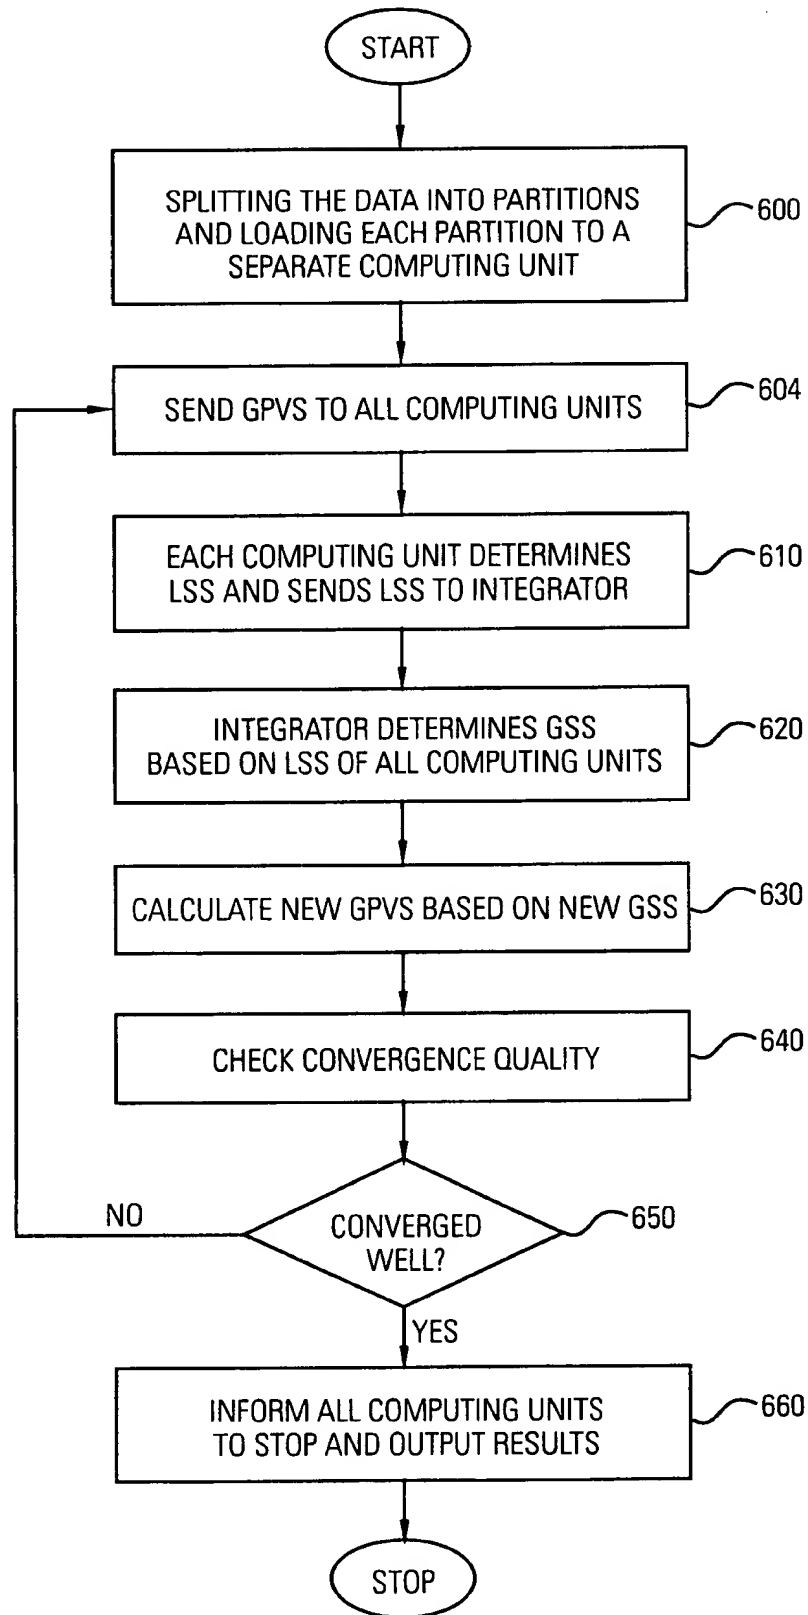 START
SPLITTING THE DATA INTO PARTITIONS
AND LOADING EACH PARTITION TO A
SEPARATE COMPUTING UNIT
600
SEND GPVS TO ALL COMPUTING UNITS
604
EACH COMPUTING UNIT DETERMINES
LSS AND SENDS LSS TO INTEGRATOR
610
INTEGRATOR DETERMINES GSS
BASED ON LSS OF ALL COMPUTING UNITS
620
CALCULATE NEW GPVS BASED ON NEW GSS
630
CHECK CONVERGENCE QUALITY
640
NO
CONVERGED
WELL?
650
YES
INFORM ALL COMPUTING UNITS
TO STOP AND OUTPUT RESULTS
660
STOP